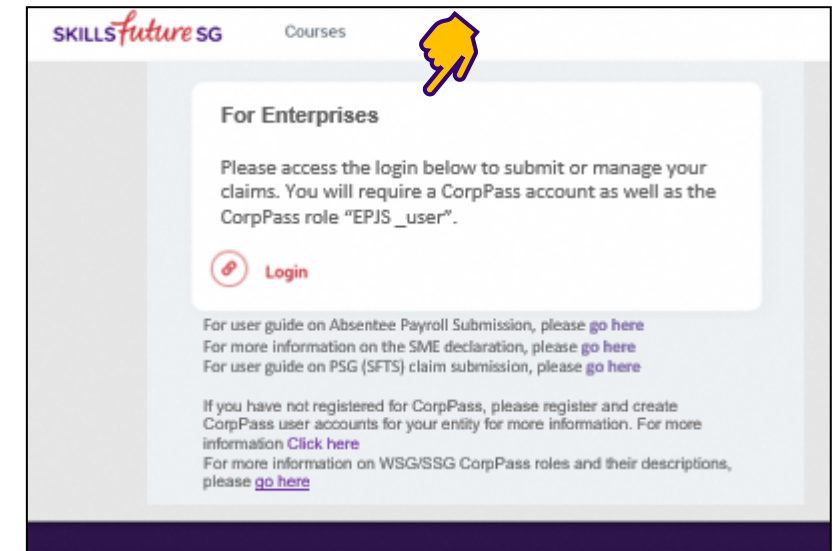 SKILLSfuture SG Courses
For Enterprises
Please access the login below to submit or manage your
claims. You will require a CorpPass account as well as the
CorpPass role “EPJS _user”.
Login
For user guide on Absentee Payroll Submission, please go here
For more information on the SME declaration, please go here
For user guide on PSG (SFTS) claim submission, please go here
If you have not registered for CorpPass, please register and create
CorpPass user accounts for your entity for more information. For more
information Click here
For more information on WSG/SSG CorpPass roles and their descriptions,
please go here